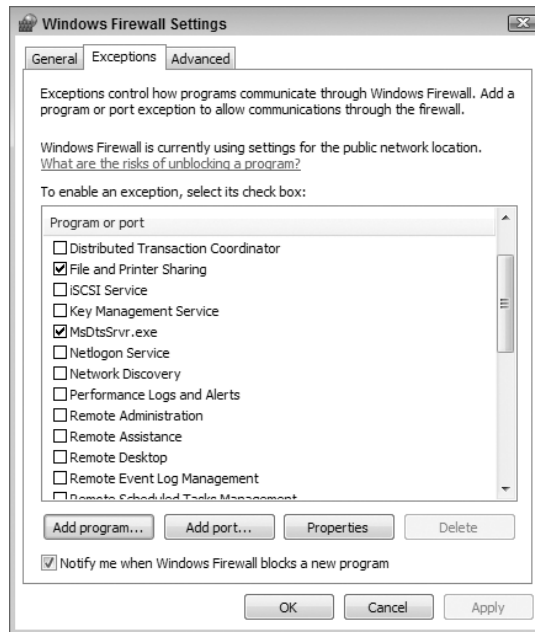 Windows Firewall Settings
General Exceptions Advanced
Exceptions control how programs communicate through Windows Firewall. Add a
program or port exception to allow communications through the firewall.
Windows Firewall is currently using settings for the public network location.
What are the risks of unblocking a program?
To enable an exception, select its check box:
Program or port
Distributed Transaction Coordinator
File and Printer Sharing
iSCSI Service
Key Management Service
MsDtsSrvr.exe
Netlogon Service
Network Discovery
Performance Logs and Alerts
Remote Administration
Remote Assistance
Remote Desktop
Remote Event Log Management
Remote Scheduled Tasks Management
Add program... Add port... Properties Delete
Notify me when Windows Firewall blocks a new program
OK Cancel Apply